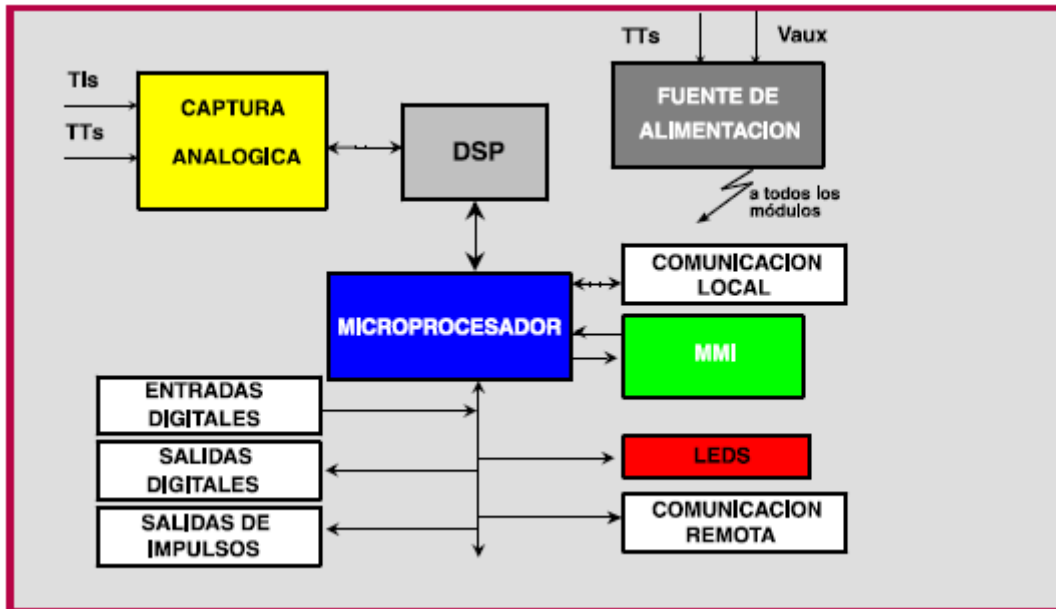 TTs
Vaux
TIs
TTs
CAPTURA
ANALOGICA
DSP
FUENTE DE
ALIMENTACION
a todos los
módulos
MICROPROCESADOR
COMUNICACION
LOCAL
MMI
ENTRADAS
DIGITALES
SALIDAS
DIGITALES
SALIDAS DE
IMPULSOS
LEDS
COMUNICACION
REMOTA